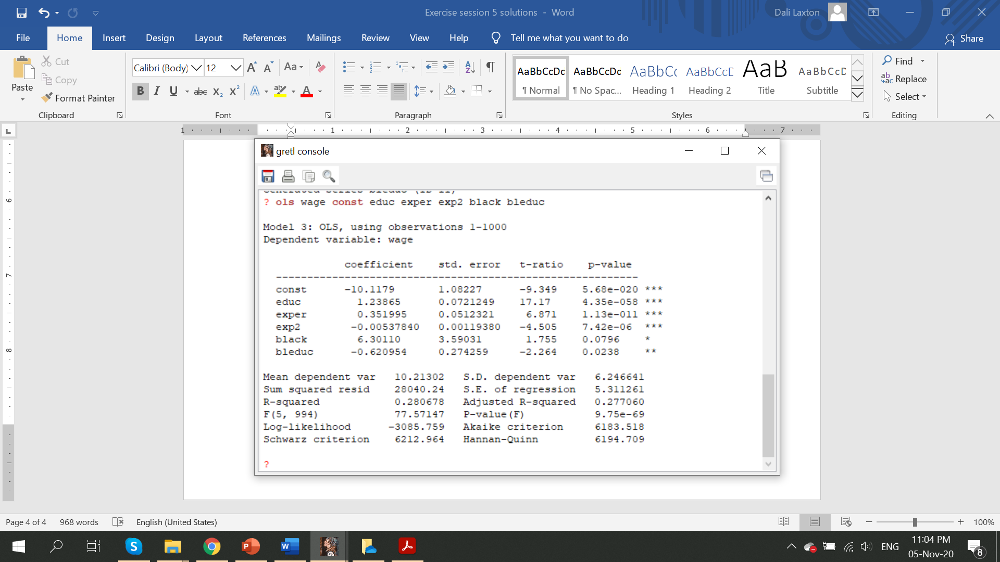 Exercise session 5 solutions - Word
Dali Laxton
File Home Insert Design Layout References Mailings Review View Help Tell me what you want to do Share
Paste
Cut
Copy
Format Painter
Clipboard
Calibri (Body) 12
Aa
B I U abc x₂ x²
Font
Paragraph
AaBbCcDc AaBbCcDc AaBbCc AaBbCcD AaB AaBbCcD
¶ Normal ¶ No Spac... Heading 1 Heading 2 Title Subtitle
Styles
Find
Replace
Select
Editing
1 1 2 3 4 5 6 7
6
7
8
gretl console
? ols wage const educ exper exp2 black bleduc
Model 3: OLS, using observations 1-1000
Dependent variable: wage
coefficient std. error t-ratio p-value
------------------------------------------------------------
const -10.1179 1.08227 -9.349 5.68e-020 ***
educ 1.23865 0.0721249 17.17 4.35e-058 ***
exper 0.351995 0.0512321 6.871 1.13e-011 ***
exp2 -0.00537840 0.00119380 -4.505 7.42e-06 ***
black 6.30110 3.59031 1.755 0.0796 *
bleduc -0.620954 0.274259 -2.264 0.0238 **
Mean dependent var 10.21302 S.D. dependent var 6.246641
Sum squared resid 28040.24 S.E. of regression 5.311261
R-squared 0.280678 Adjusted R-squared 0.277060
F(5, 994) 77.57147 P-value(F) 9.75e-69
Log-likelihood -3085.759 Akaike criterion 6183.518
Schwarz criterion 6212.964 Hannan-Quinn 6194.709
?
Page 4 of 4 968 words English (United States) 100%
ENG
11:04 PM
05-Nov-20
8